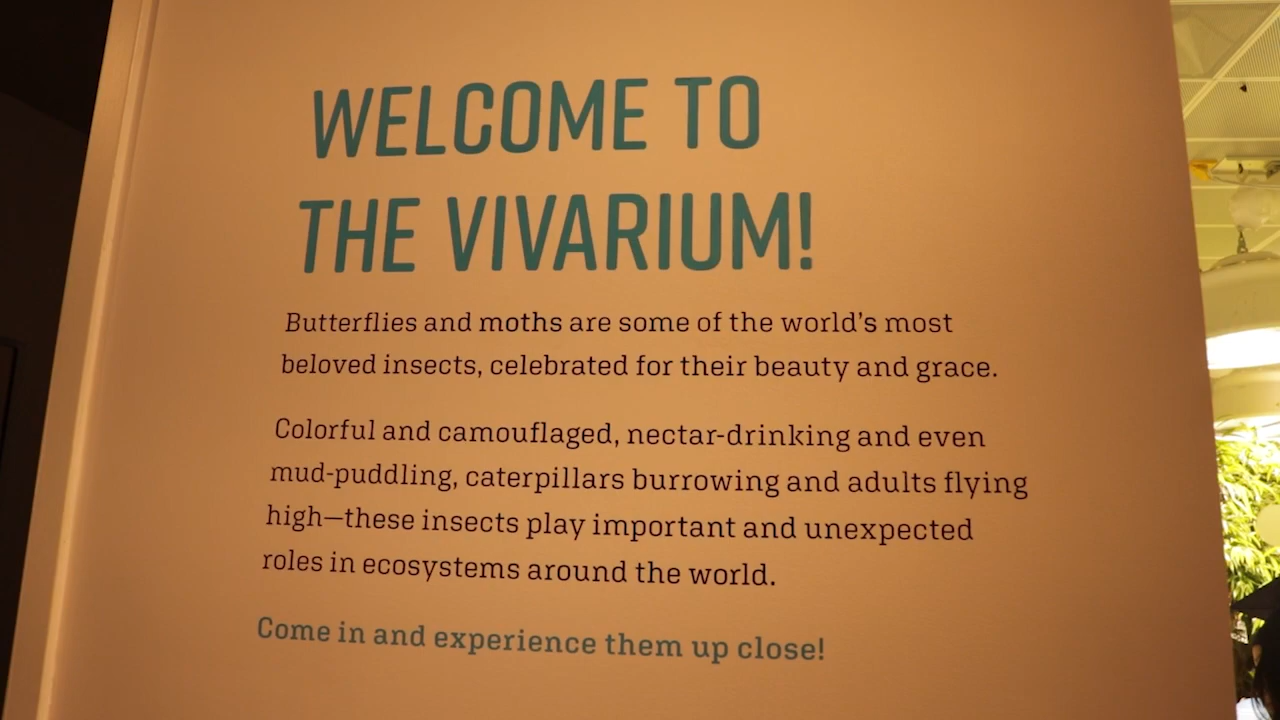 WELCOME TO
THE VIVARIUM!
Butterflies and moths are some of the world's most
beloved insects, celebrated for their beauty and grace.
Colorful and camouflaged, nectar-drinking and even
mud-puddling, caterpillars burrowing and adults flying
high—these insects play important and unexpected
roles in ecosystems around the world.
Come in and experience them up close!